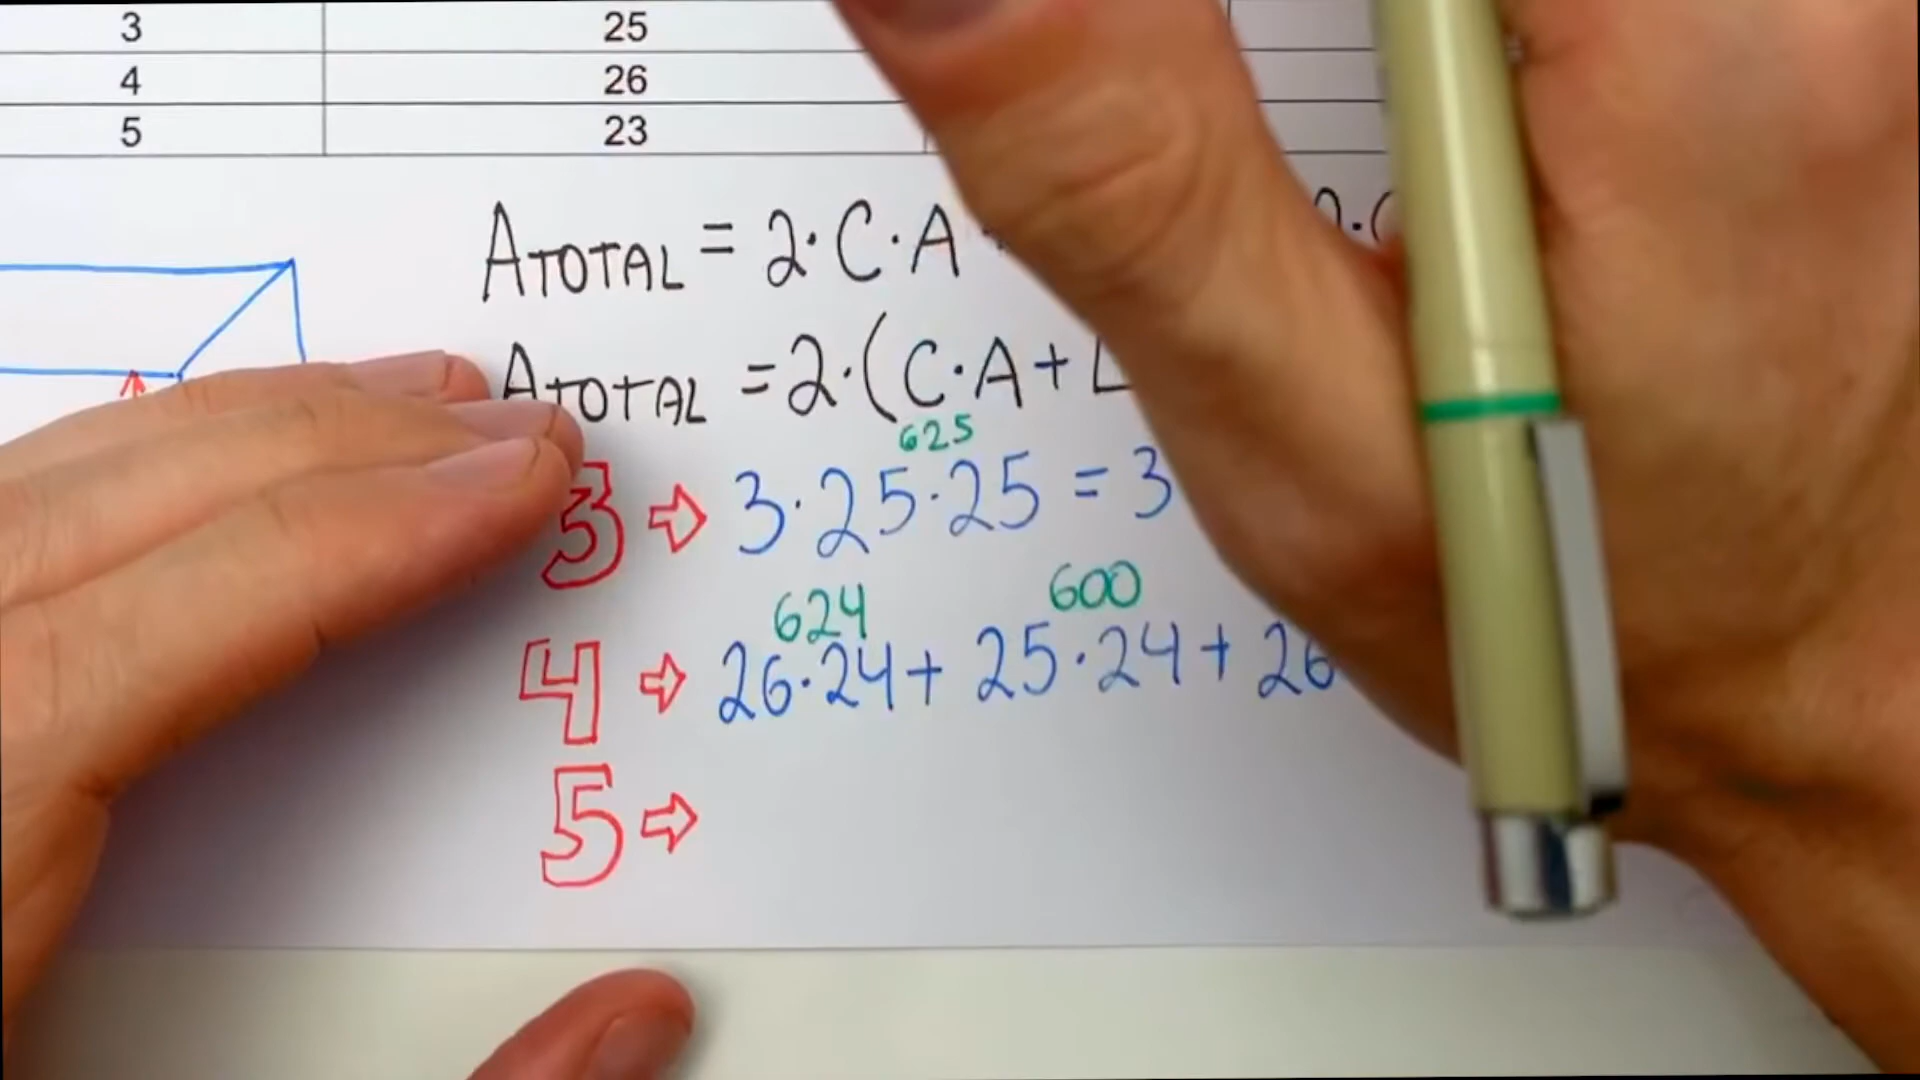 3 25
4 26
5 23
ATOTAL = 2·C·A
2·
ATOTAL = 2·(C·A+L
625
3 ⇨ 3·25·25 = 3
624 600
4 ⇨ 26·24 + 25·24 + 26
5 ⇨